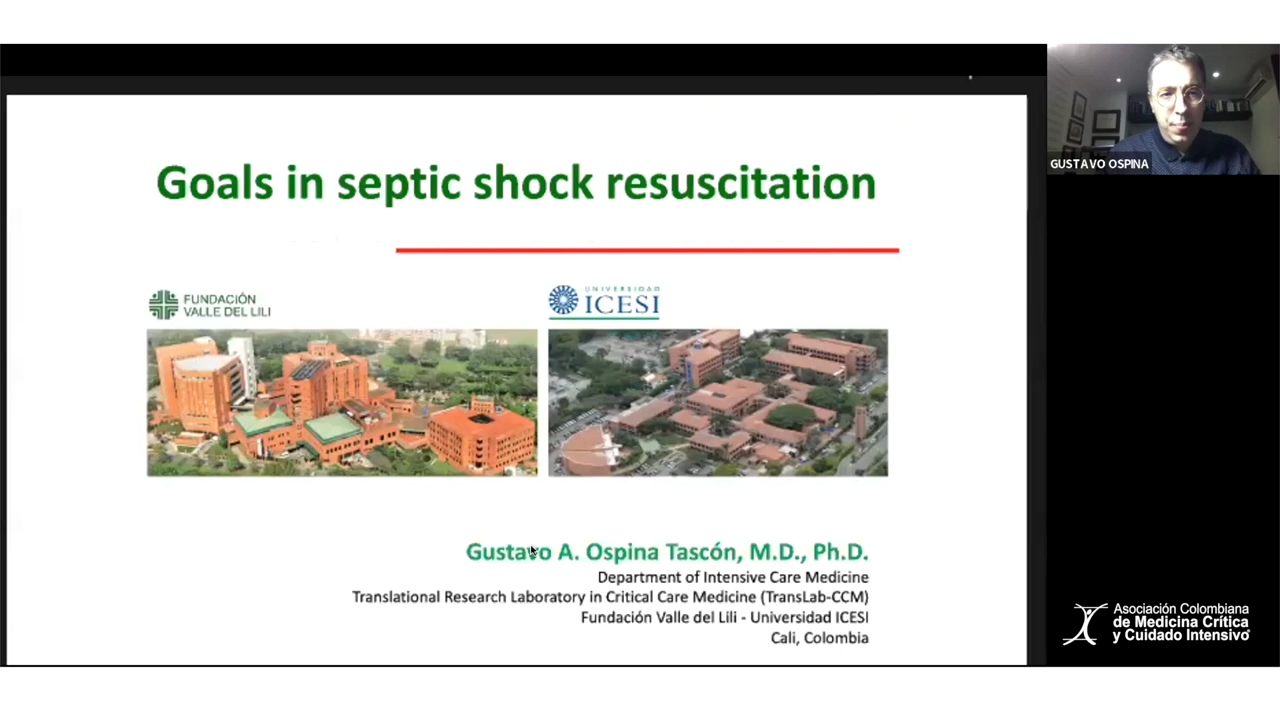 Goals in septic shock resuscitation
FUNDACIÓN
VALLE DEL LILI
UNIVERSIDAD
ICESI
Gustavo A. Ospina Tascón, M.D., Ph.D.
Department of Intensive Care Medicine
Translational Research Laboratory in Critical Care Medicine (TransLab-CCM)
Fundación Valle del Lili - Universidad ICESI
Cali, Colombia
GUSTAVO OSPINA
Asociación Colombiana
de Medicina Crítica
y Cuidado Intensivo